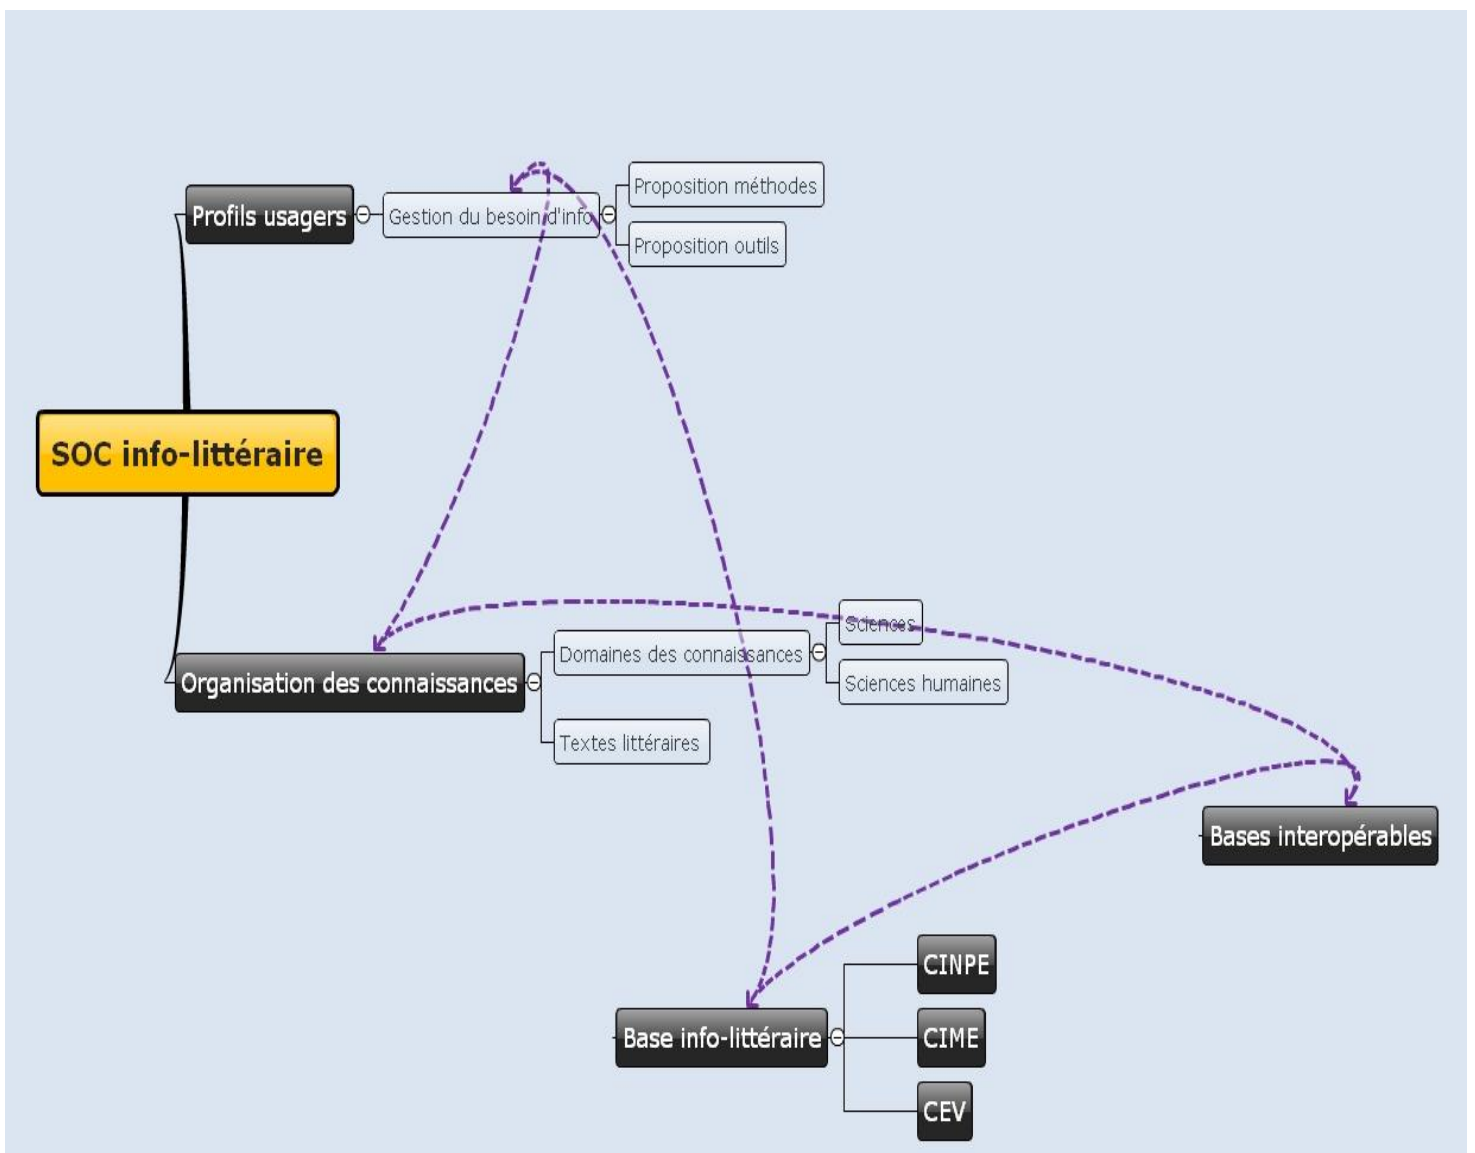 Proposition méthodes
Profils usagers
Gestion du besoin d'info
Proposition outils
SOC info-littéraire
Sciences
Domaines des connaissances
Organisation des connaissances
Sciences humaines
Textes littéraires
Bases interopérables
CINPE
Base info-littéraire
CIME
CEV